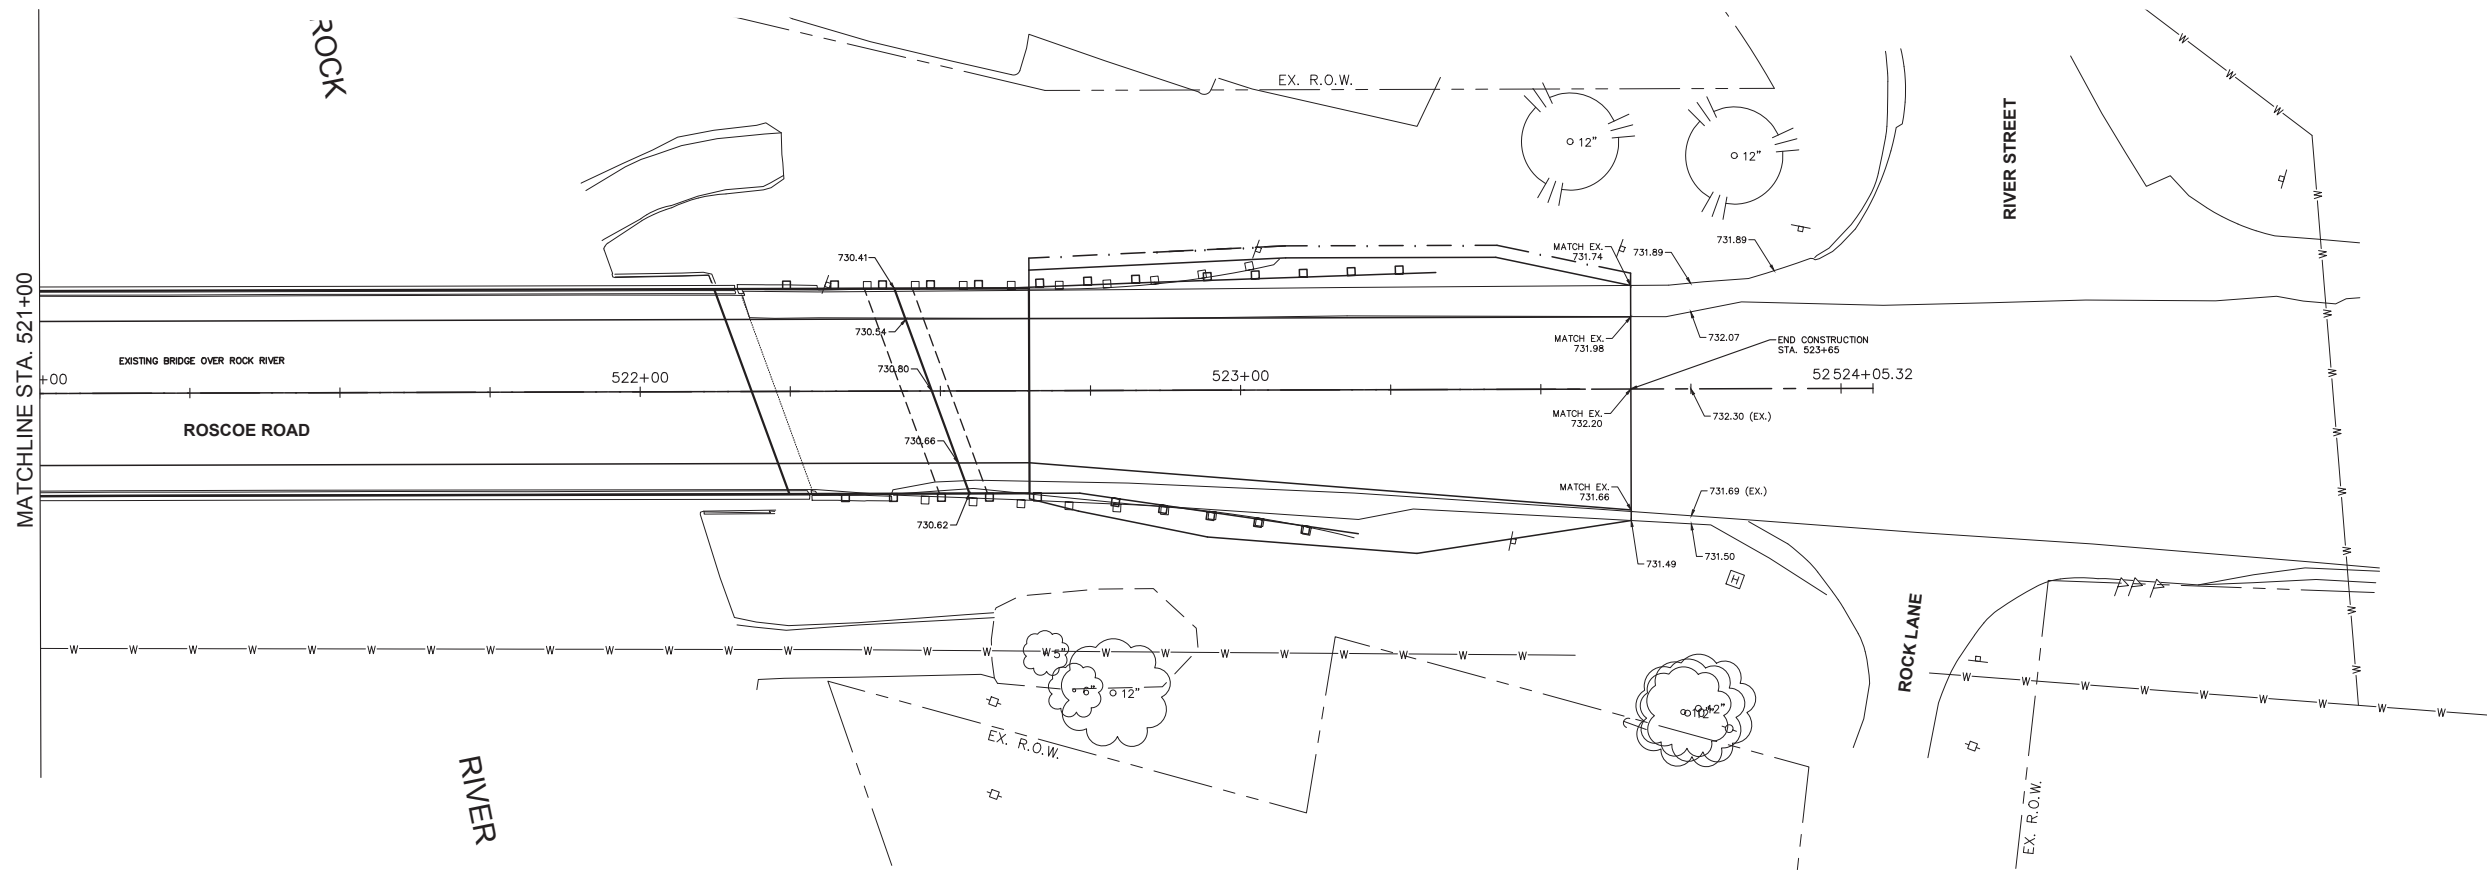 ROCK
EX. R.O.W.
12"
12"
RIVER STREET
MATCHLINE STA. 521+00
730.41
MATCH EX.
731.74
731.89
731.89
730.54
MATCH EX.
731.98
732.07
END CONSTRUCTION
STA. 523+65
EXISTING BRIDGE OVER ROCK RIVER
+00
522+00
730.80
523+00
52
524+05.32
MATCH EX.
732.20
732.30 (EX.)
ROSCOE ROAD
730.66
MATCH EX.
731.66
731.69 (EX.)
730.62
731.50
731.49
H
ROCK LANE
W W W W W W W W W W W W W W W W W W W W W W W W W
5"
6"
12"
12"
EX. R.O.W.
RIVER
EX. R.O.W.